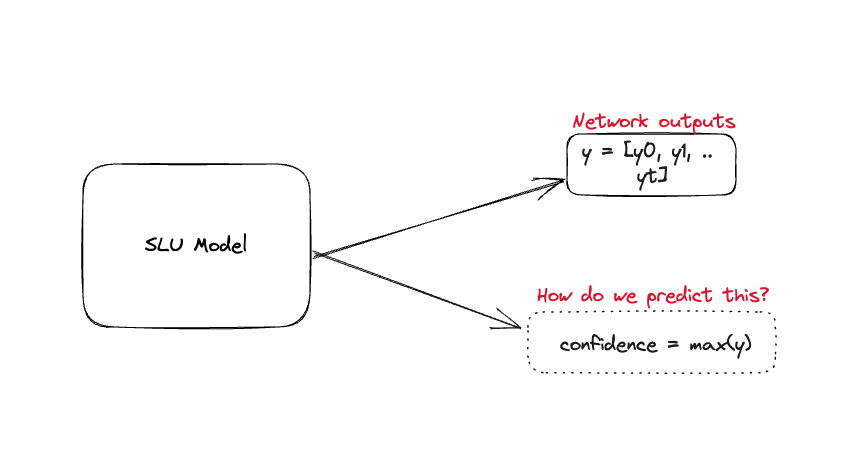 Network outputs
y = [y0, y1, ..
yt]
SLU Model
How do we predict this?
confidence = max(y)